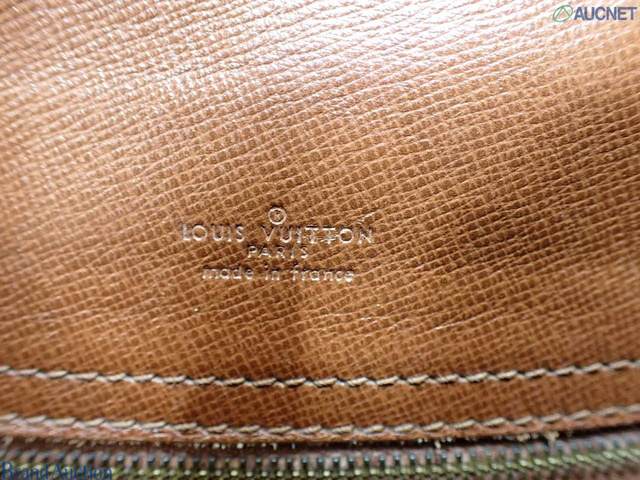 AUCNET
R
LOUIS VUITTON
PARIS
made in france
Brand Auction